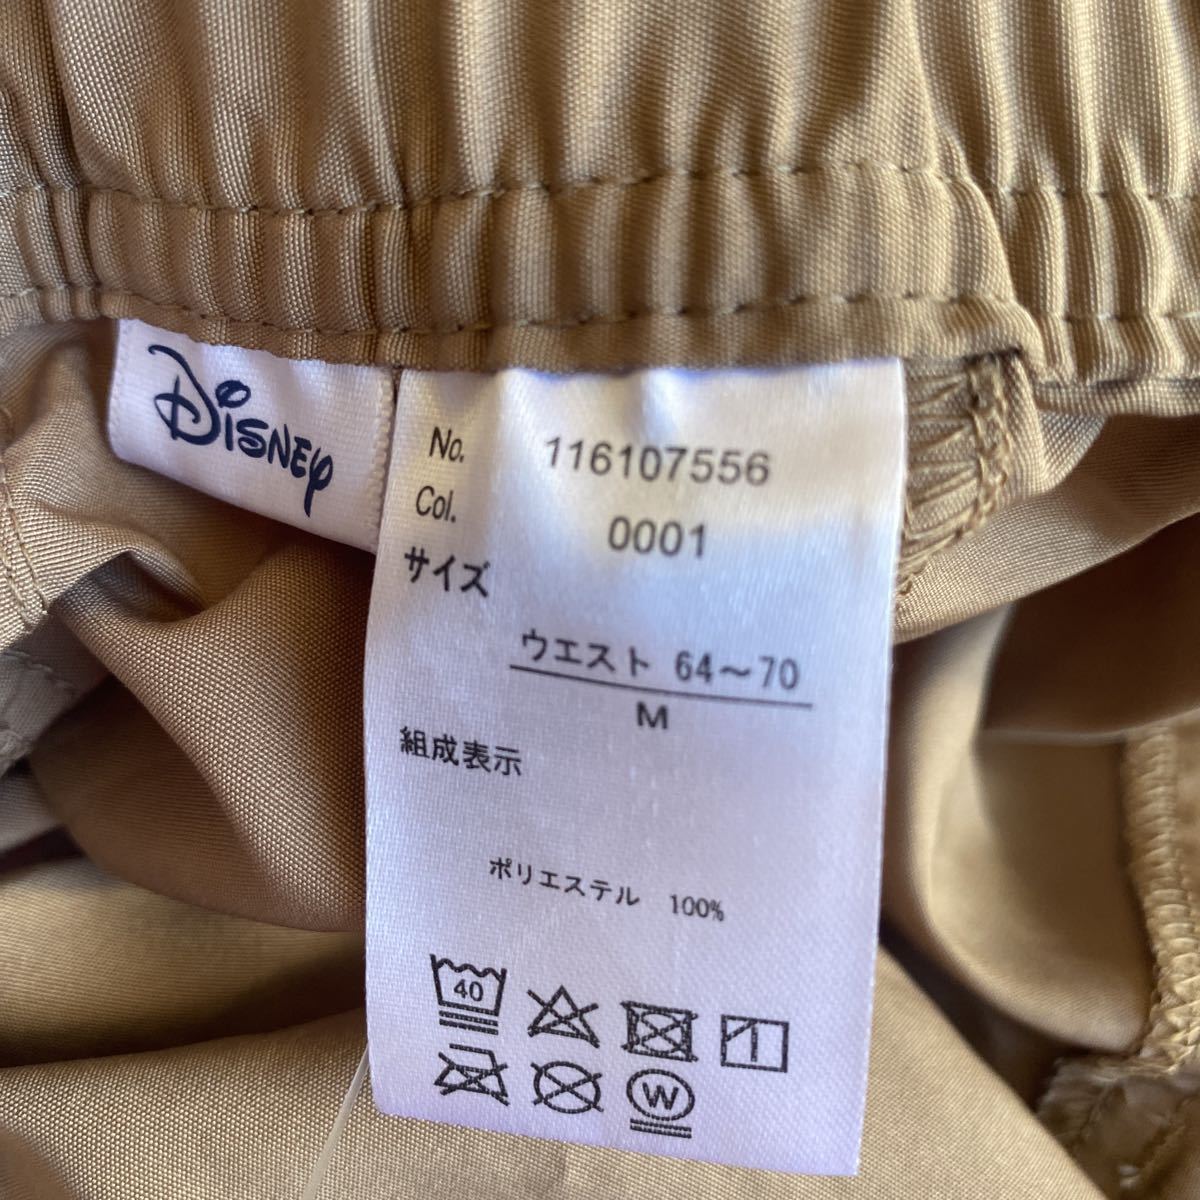 Disney
No. 116107556
Col. 0001
サイズ
ウエスト 64～70
M
組成表示
ポリエステル 100%
40
W